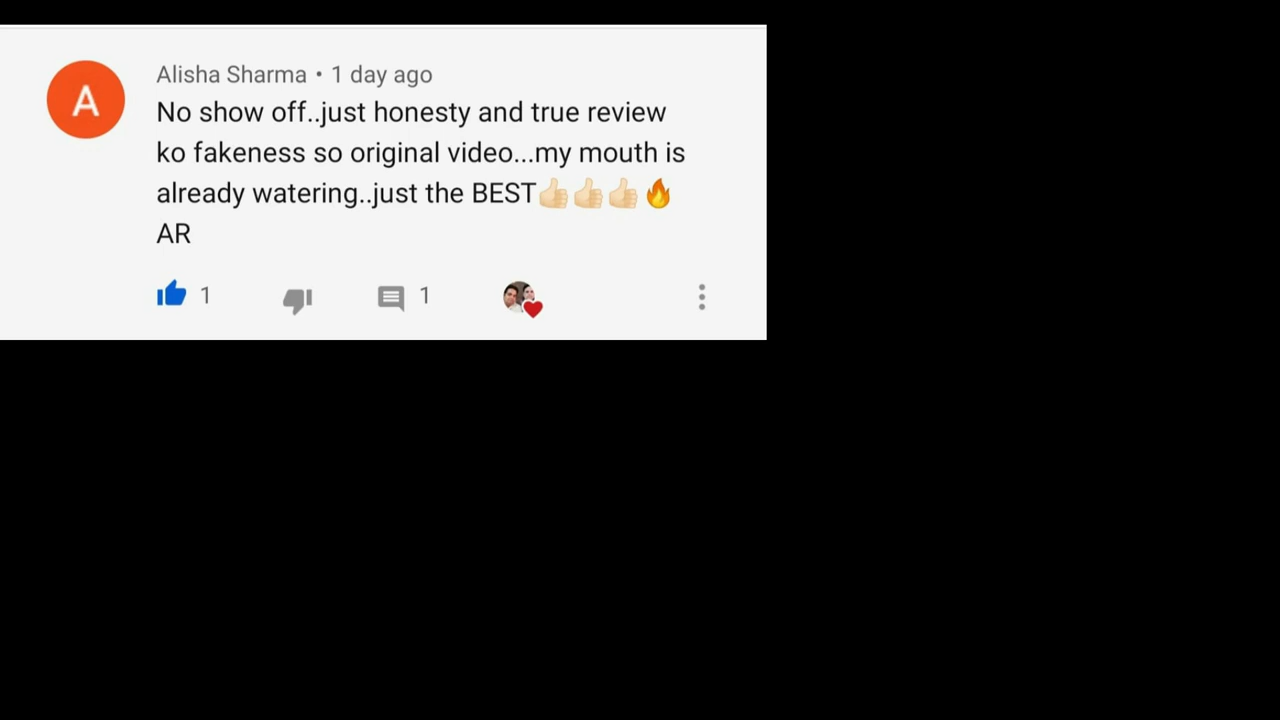 A
Alisha Sharma • 1 day ago
No show off..just honesty and true review
ko fakeness so original video...my mouth is
already watering..just the BEST👍🏻👍🏻👍🏻🔥
AR
1
1